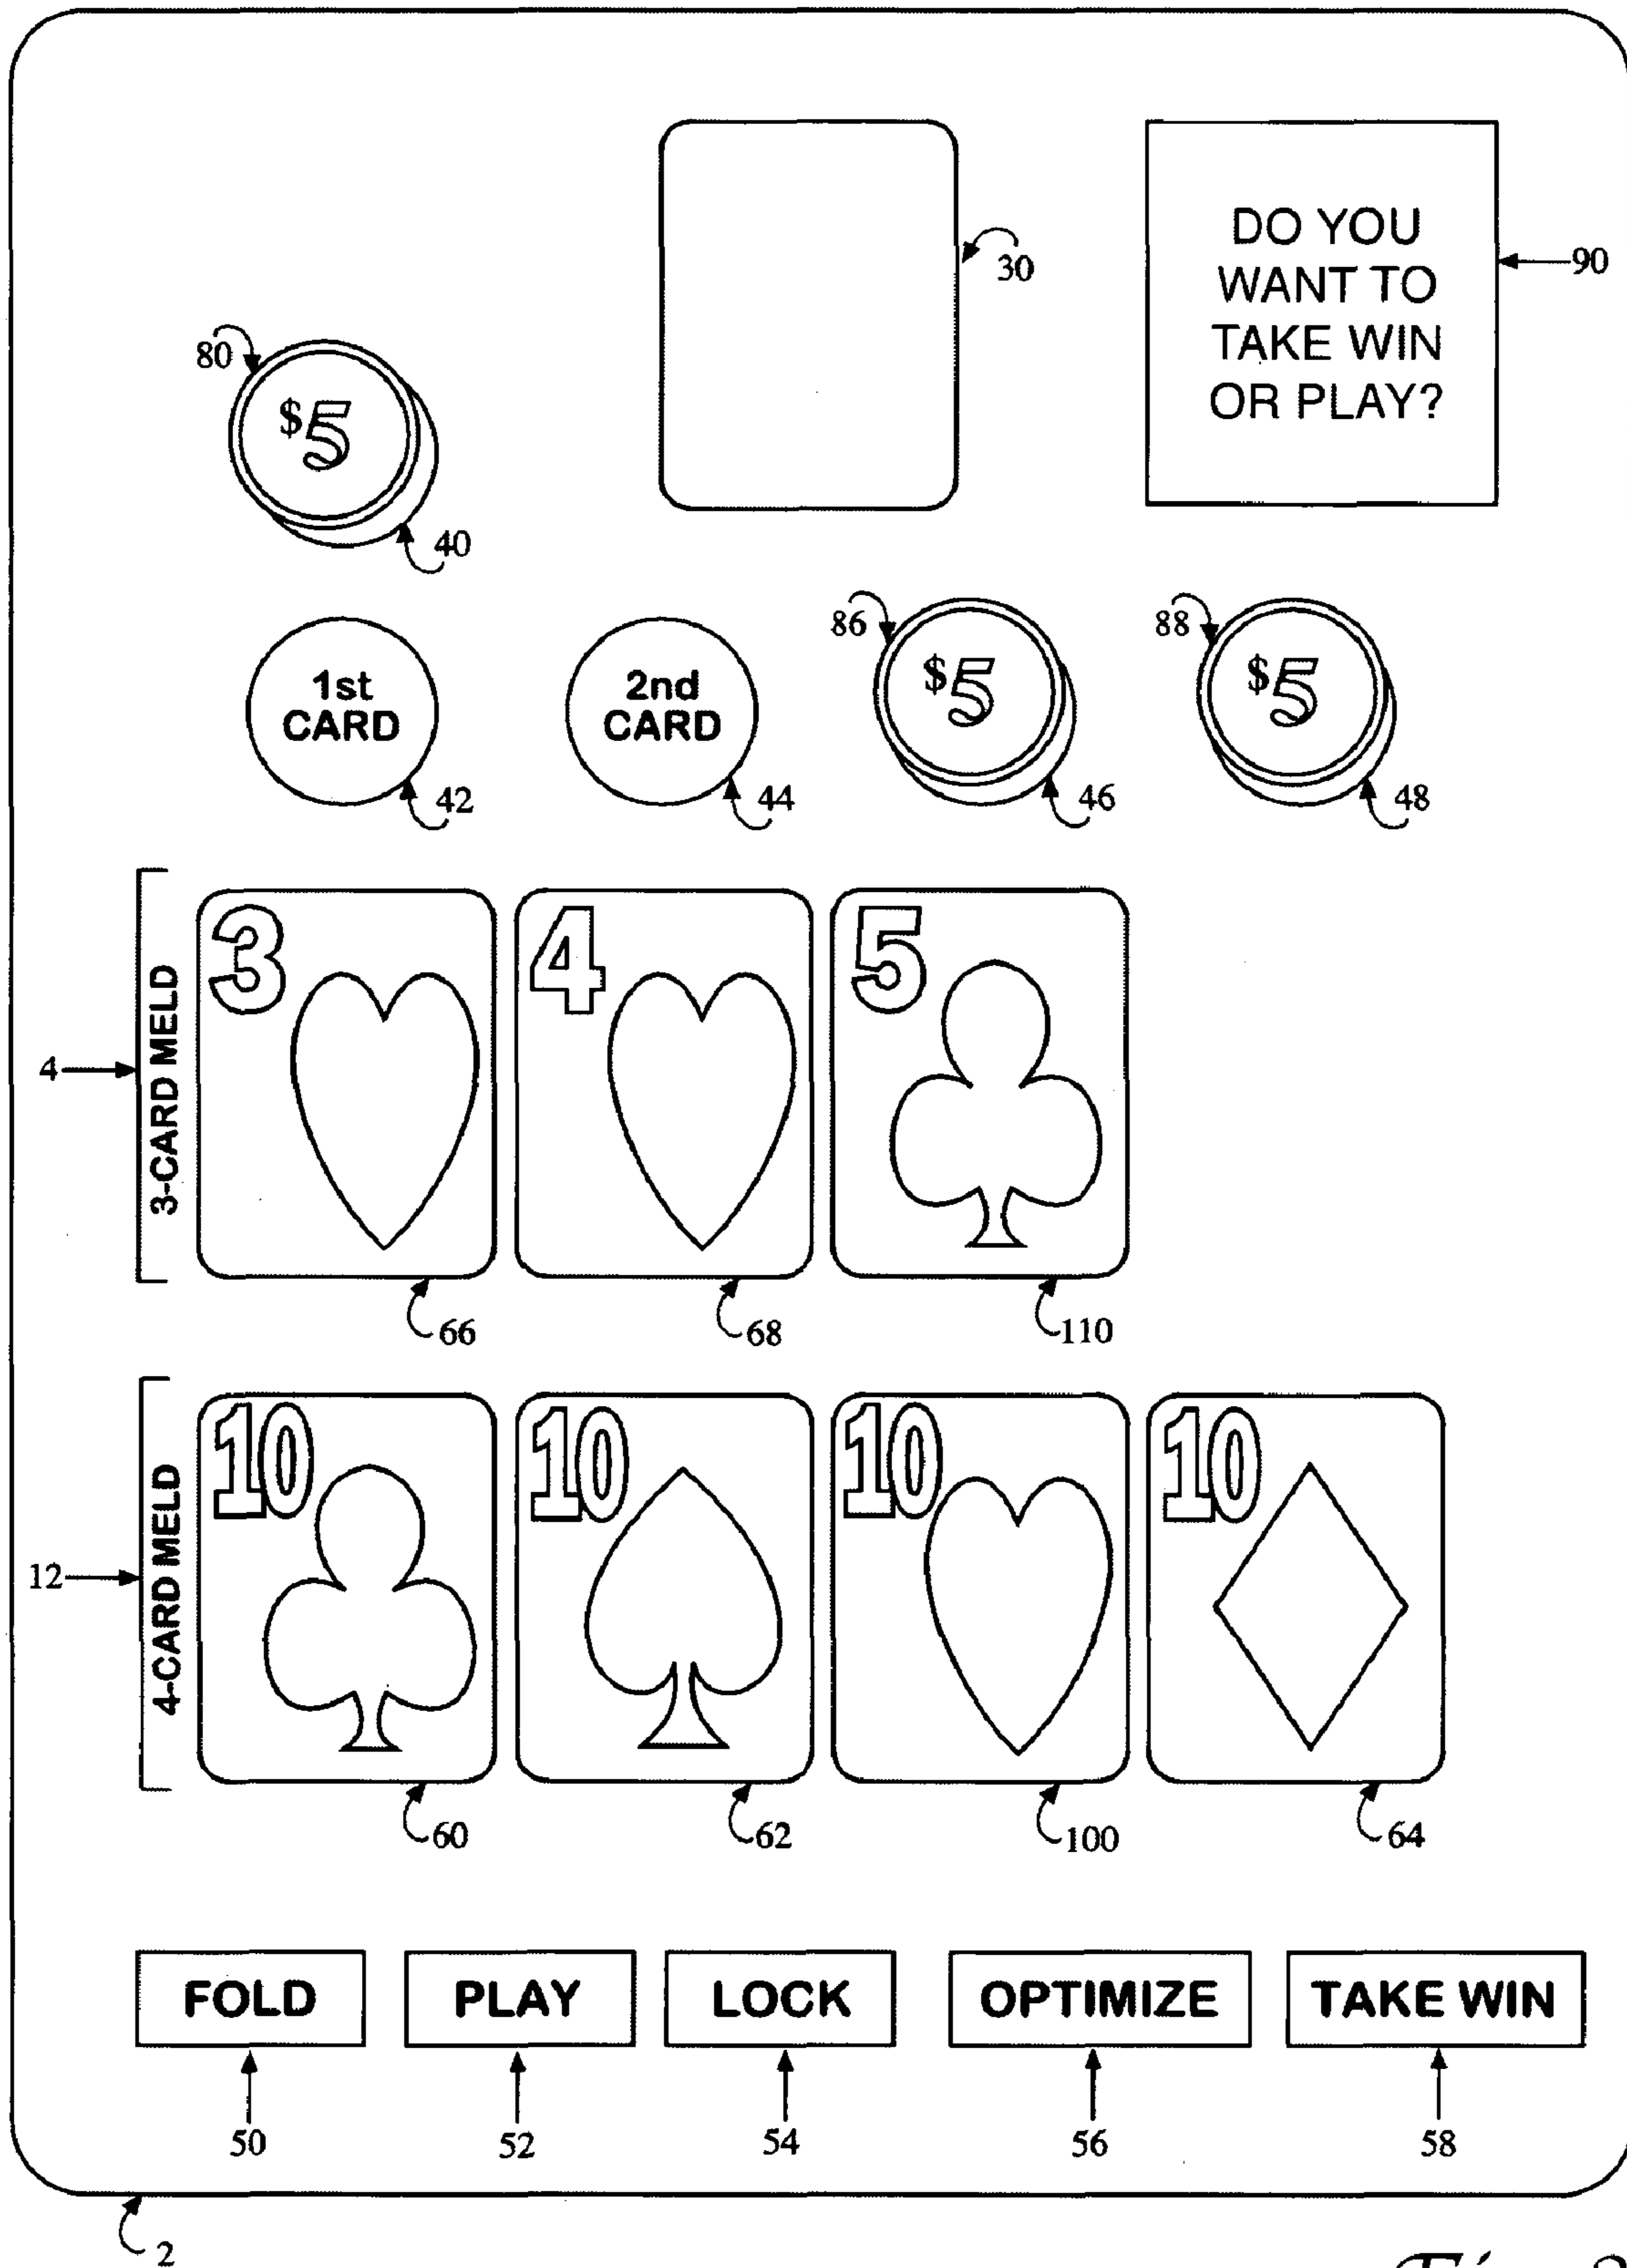 DO YOU
WANT TO
TAKE WIN
OR PLAY?
90
30
80
$5
40
1st
CARD
42
2nd
CARD
44
86
$5
46
88
$5
48
4
3-CARD MELD
3
66
4
68
5
110
12
4-CARD MELD
10
60
10
62
10
100
10
64
FOLD
PLAY
LOCK
OPTIMIZE
TAKE WIN
50
52
54
56
58
2